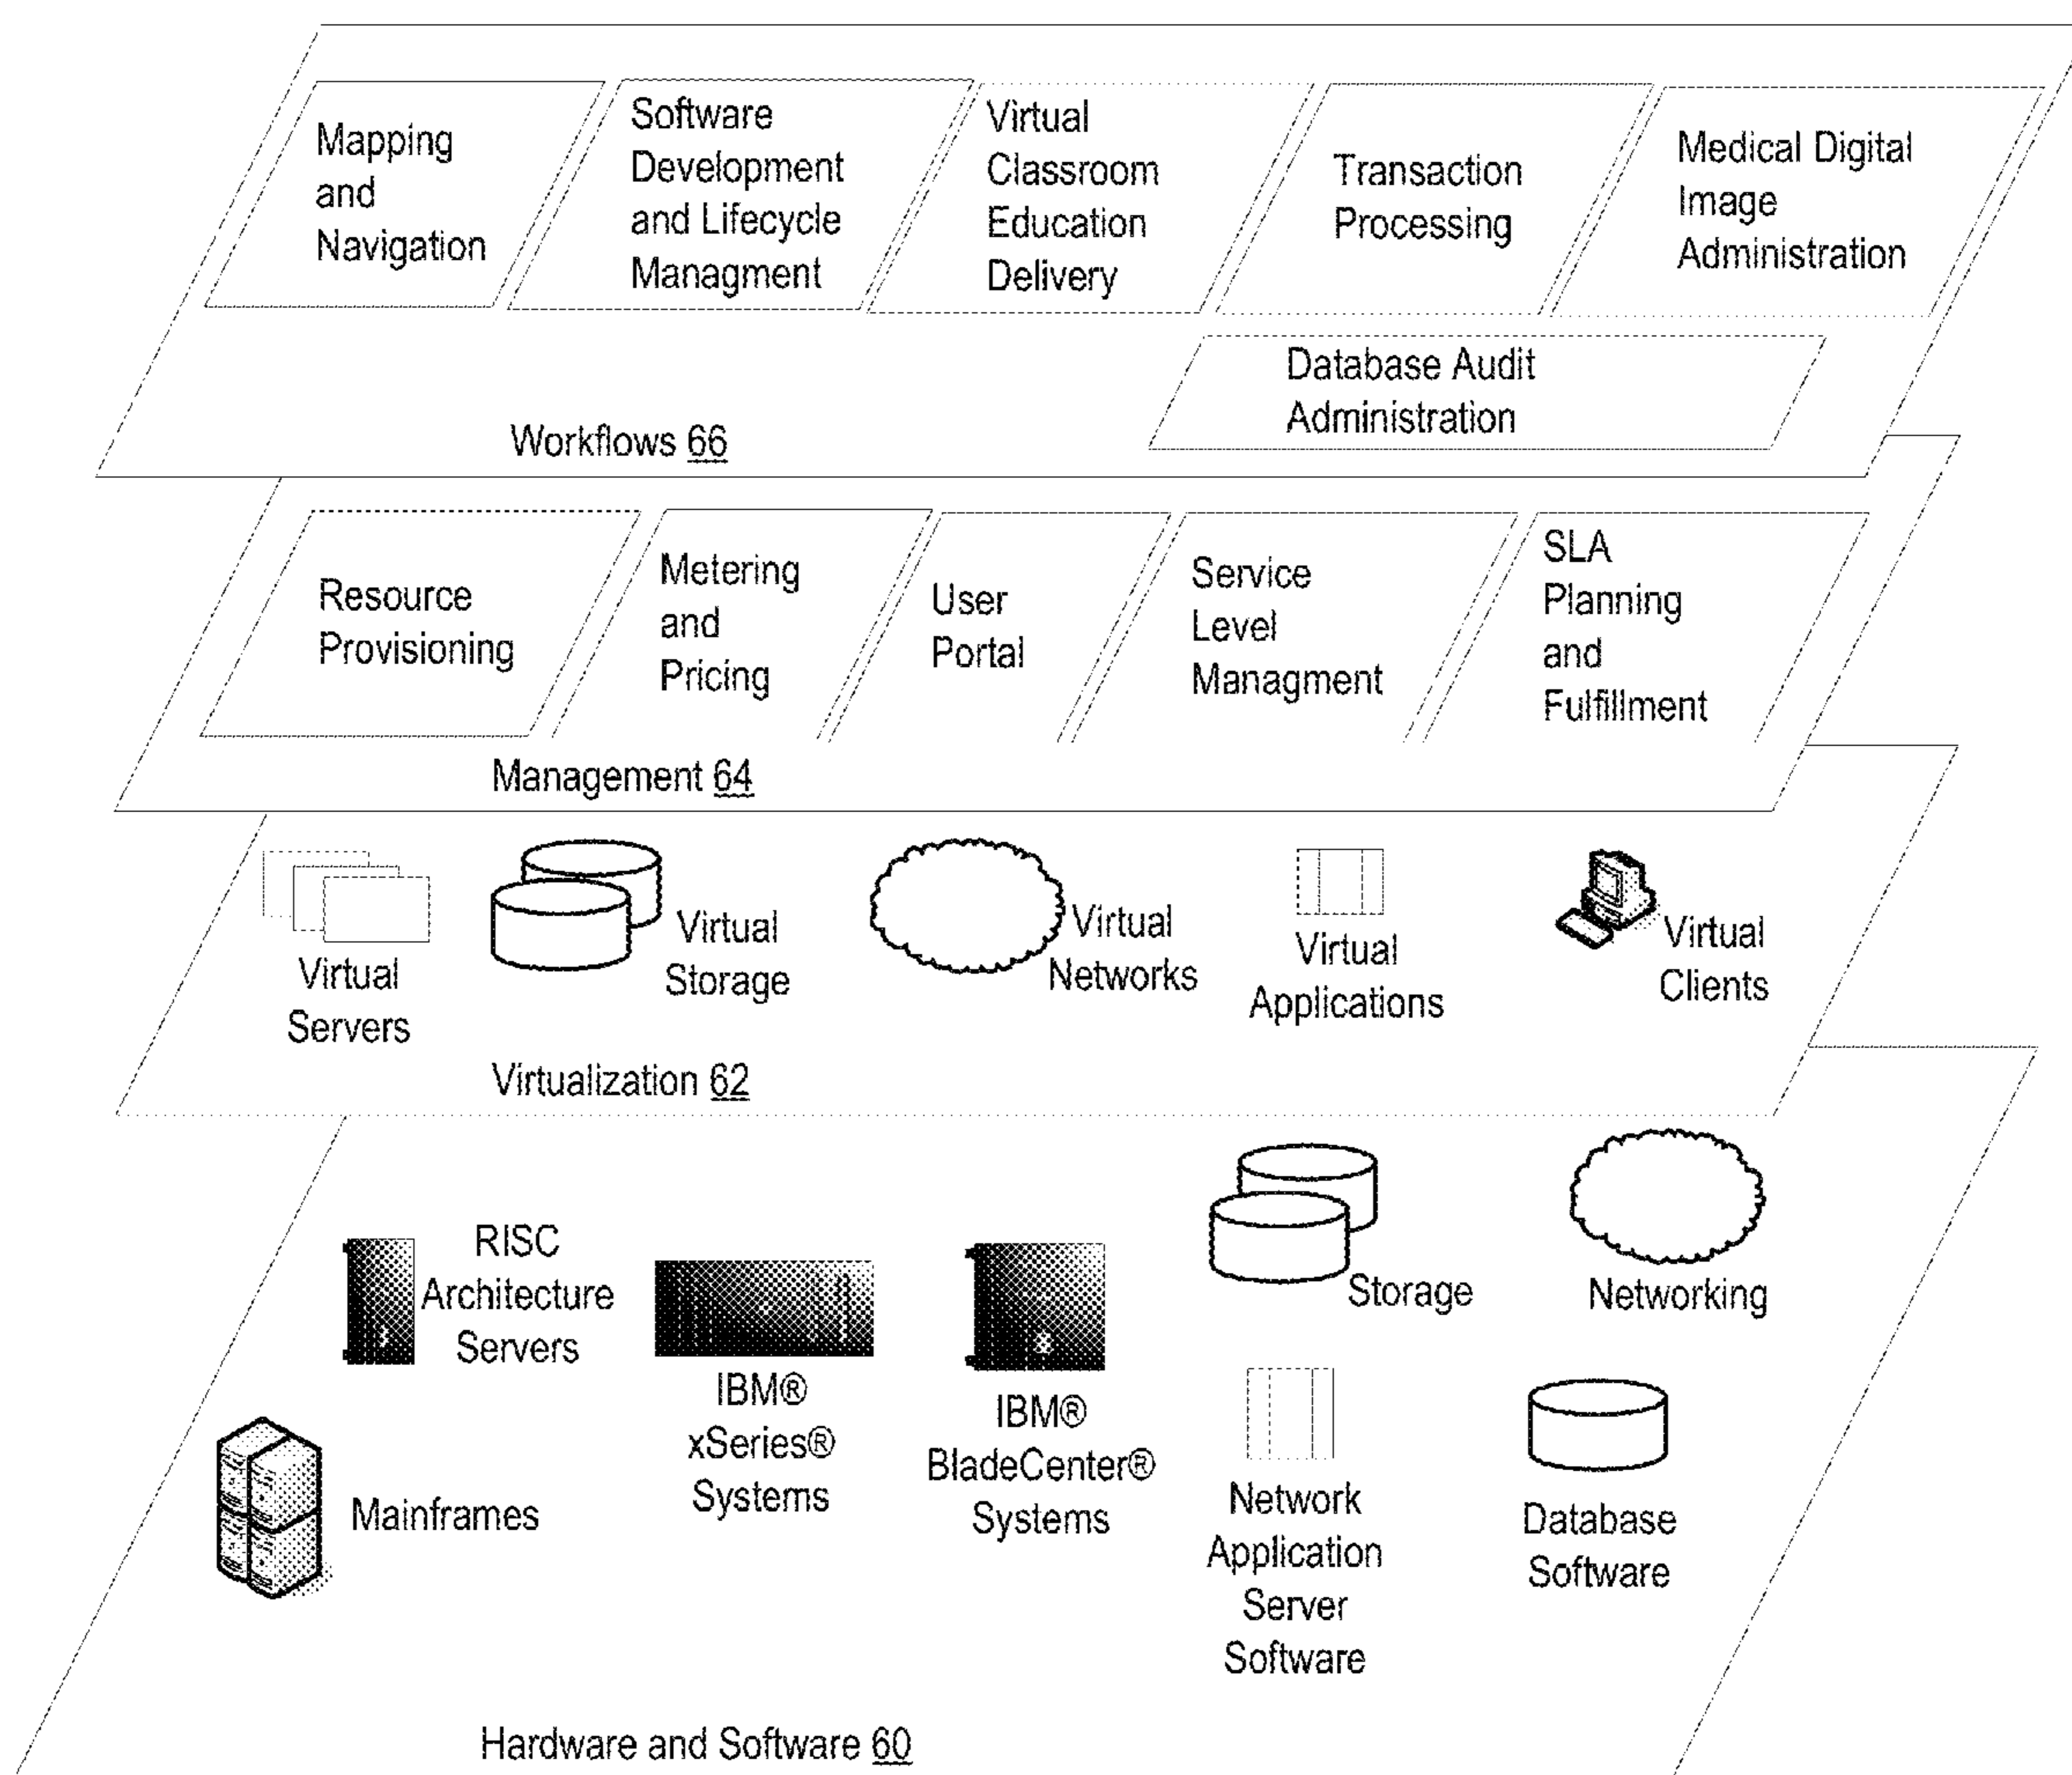 Mapping
and
Navigation
Software
Development
and Lifecycle
Managment
Virtual
Classroom
Education
Delivery
Transaction
Processing
Medical Digital
Image
Administration
Database Audit
Administration
Workflows 66
Resource
Provisioning
Metering
and
Pricing
User
Portal
Service
Level
Managment
SLA
Planning
and
Fulfillment
Management 64
Virtual
Servers
Virtual
Storage
Virtual
Networks
Virtual
Applications
Virtual
Clients
Virtualization 62
RISC
Architecture
Servers
IBM®
xSeries®
Systems
IBM®
BladeCenter®
Systems
Storage
Networking
Mainframes
Network
Application
Server
Software
Database
Software
Hardware and Software 60